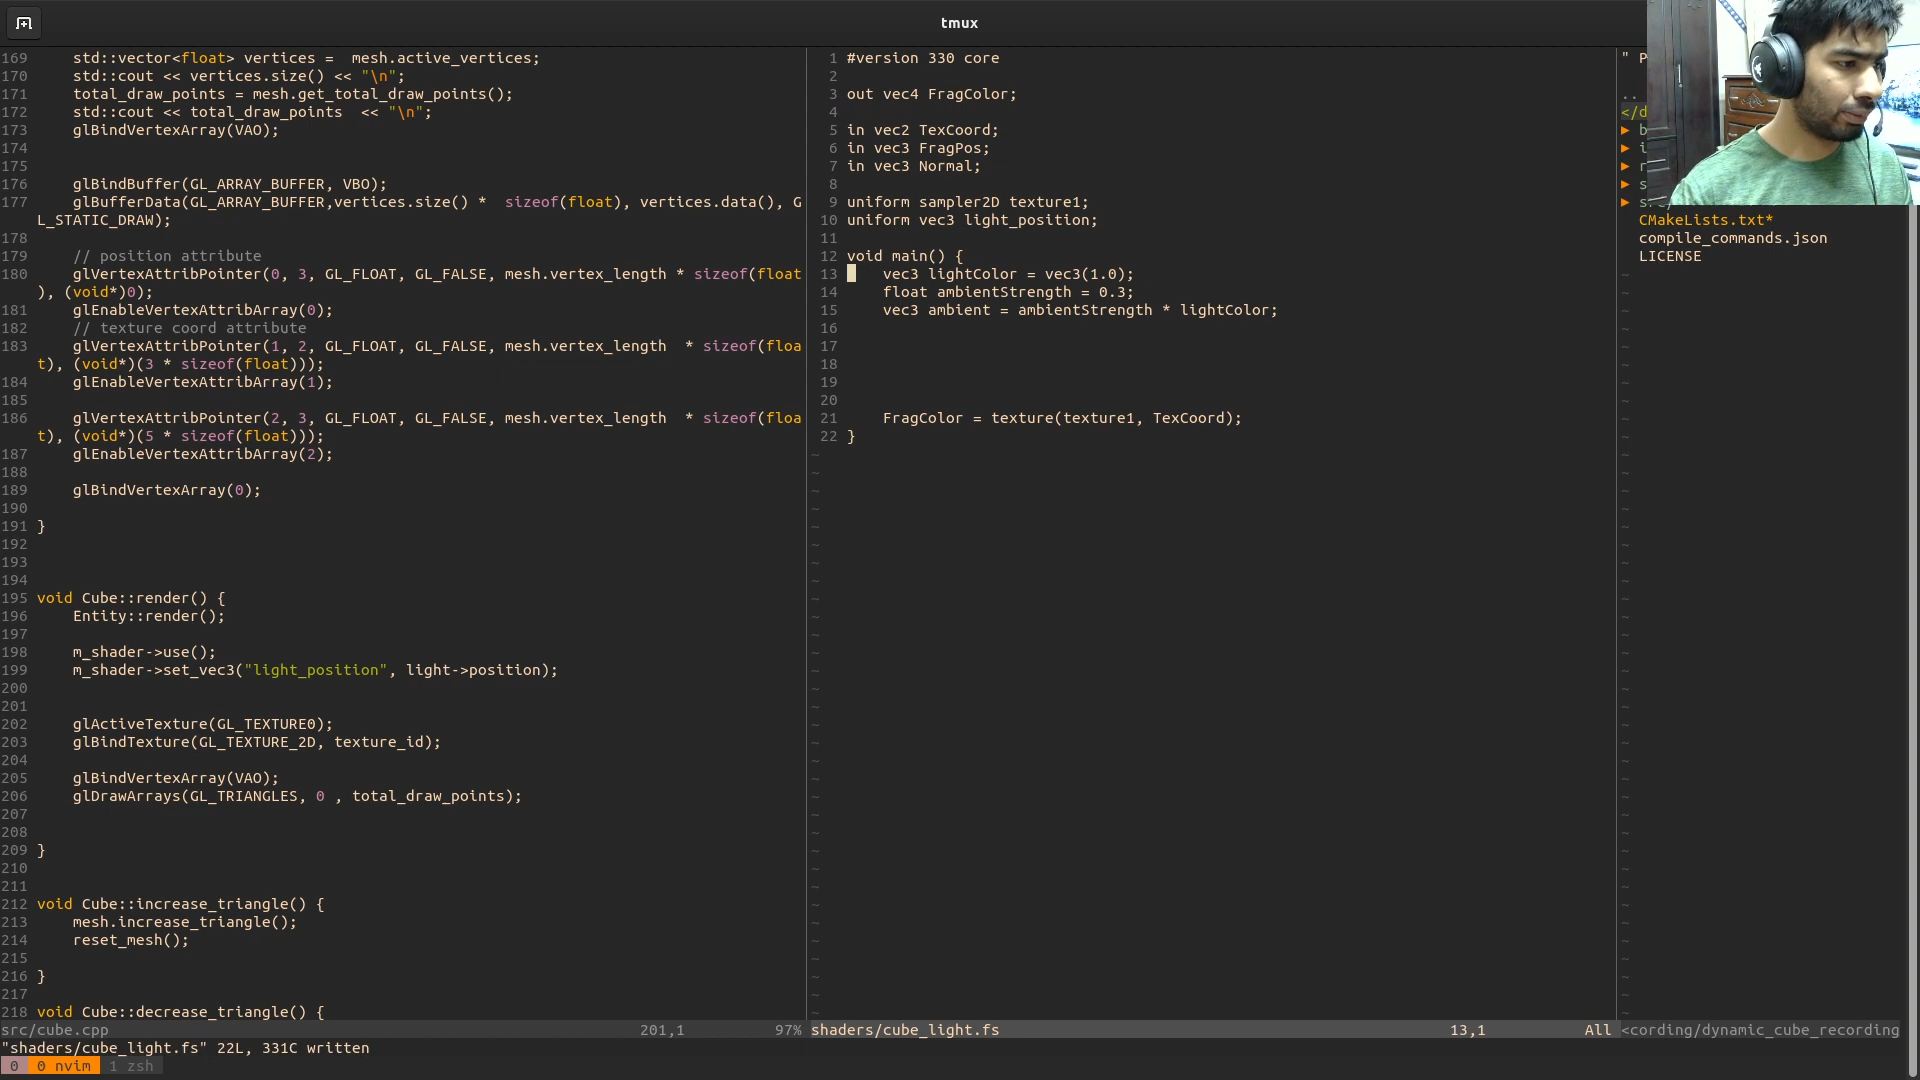 tmux
169     std::vector<float> vertices =  mesh.active_vertices;
170     std::cout << vertices.size() << "\n";
171     total_draw_points = mesh.get_total_draw_points();
172     std::cout << total_draw_points  << "\n";
173     glBindVertexArray(VAO);
174
175
176     glBindBuffer(GL_ARRAY_BUFFER, VBO);
177     glBufferData(GL_ARRAY_BUFFER,vertices.size() *  sizeof(float), vertices.data(), G
L_STATIC_DRAW);
178
179     // position attribute
180     glVertexAttribPointer(0, 3, GL_FLOAT, GL_FALSE, mesh.vertex_length * sizeof(float
), (void*)0);
181     glEnableVertexAttribArray(0);
182     // texture coord attribute
183     glVertexAttribPointer(1, 2, GL_FLOAT, GL_FALSE, mesh.vertex_length  * sizeof(floa
t), (void*)(3 * sizeof(float)));
184     glEnableVertexAttribArray(1);
185
186     glVertexAttribPointer(2, 3, GL_FLOAT, GL_FALSE, mesh.vertex_length  * sizeof(floa
t), (void*)(5 * sizeof(float)));
187     glEnableVertexAttribArray(2);
188
189     glBindVertexArray(0);
190
191 }
192
193
194
195 void Cube::render() {
196     Entity::render();
197
198     m_shader->use();
199     m_shader->set_vec3("light_position", light->position);
200
201
202     glActiveTexture(GL_TEXTURE0);
203     glBindTexture(GL_TEXTURE_2D, texture_id);
204
205     glBindVertexArray(VAO);
206     glDrawArrays(GL_TRIANGLES, 0 , total_draw_points);
207
208
209 }
210
211
212 void Cube::increase_triangle() {
213     mesh.increase_triangle();
214     reset_mesh();
215
216 }
217
218 void Cube::decrease_triangle() {
src/cube.cpp 201,1 97%
1 #version 330 core
2
3 out vec4 FragColor;
4
5 in vec2 TexCoord;
6 in vec3 FragPos;
7 in vec3 Normal;
8
9 uniform sampler2D texture1;
10 uniform vec3 light_position;
11
12 void main() {
13     vec3 lightColor = vec3(1.0);
14     float ambientStrength = 0.3;
15     vec3 ambient = ambientStrength * lightColor;
16
17
18
19
20
21     FragColor = texture(texture1, TexCoord);
22 }
shaders/cube_light.fs 13,1 All
" P
..
</d
▶ b
▶ i
▶ r
▶ s
▶ src/
CMakeLists.txt*
compile_commands.json
LICENSE
<cording/dynamic_cube_recording
"shaders/cube_light.fs" 22L, 331C written
0 0 nvim 1 zsh